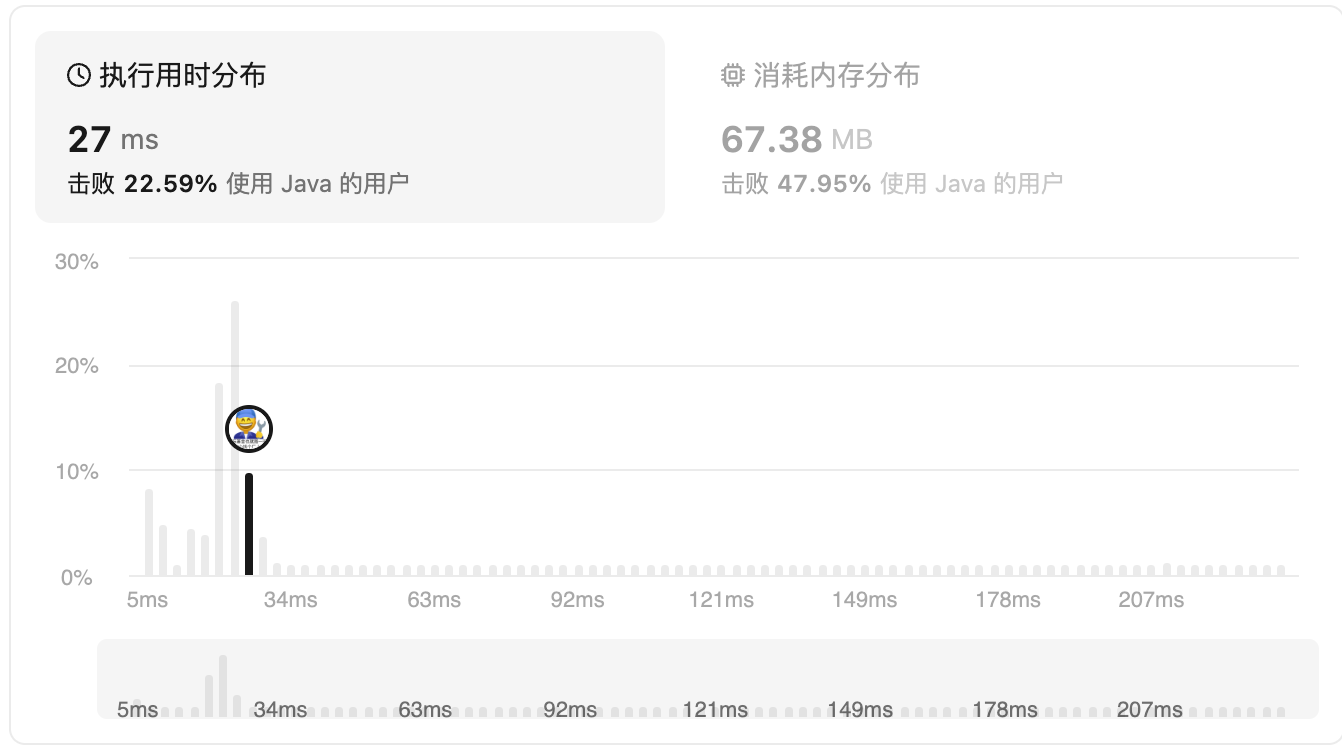 执行用时分布
27 ms
击败 22.59% 使用 Java 的用户
消耗内存分布
67.38 MB
击败 47.95% 使用 Java 的用户
30%
20%
10%
0%
5ms 34ms 63ms 92ms 121ms 149ms 178ms 207ms
5ms 34ms 63ms 92ms 121ms 149ms 178ms 207ms